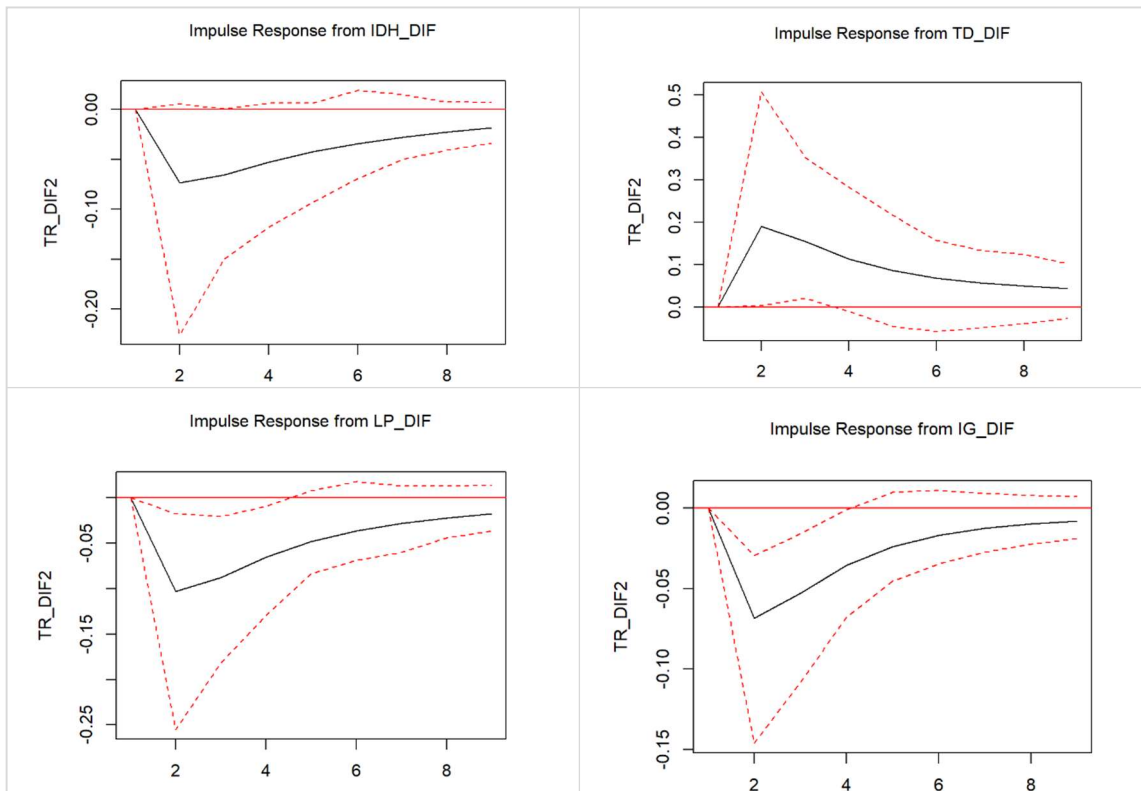 Impulse Response from IDH_DIF
TR_DIF2
0.00
-0.10
-0.20
2 4 6 8
Impulse Response from TD_DIF
TR_DIF2
0.5
0.4
0.3
0.2
0.1
0.0
2 4 6 8
Impulse Response from LP_DIF
TR_DIF2
-0.05
-0.15
-0.25
2 4 6 8
Impulse Response from IG_DIF
TR_DIF2
0.00
-0.05
-0.10
-0.15
2 4 6 8